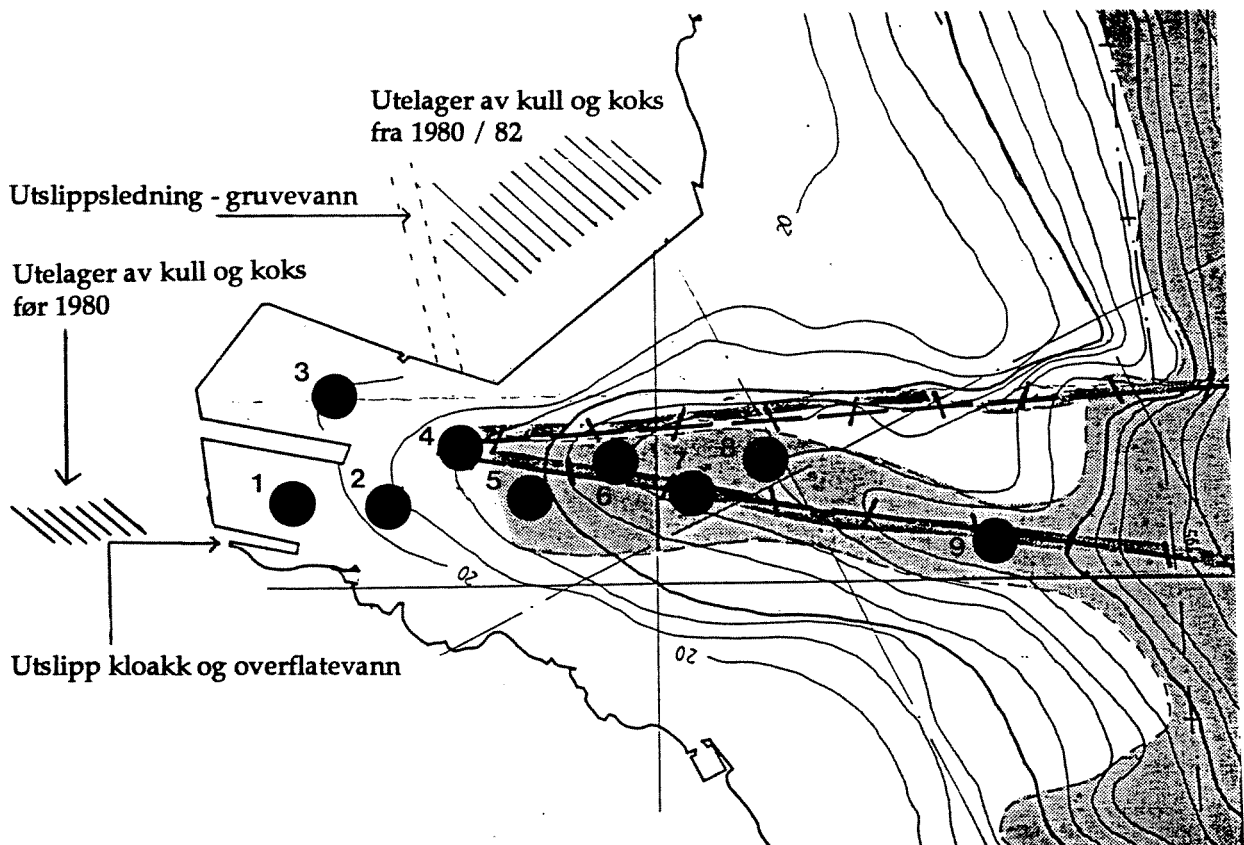 Utelager av kull og koks
fra 1980 / 82
Utslippsledning - gruvevann
Utelager av kull og koks
før 1980
20
3
4
8
7
1
2
5
6
9
20
Utslipp kloakk og overflatevann
20